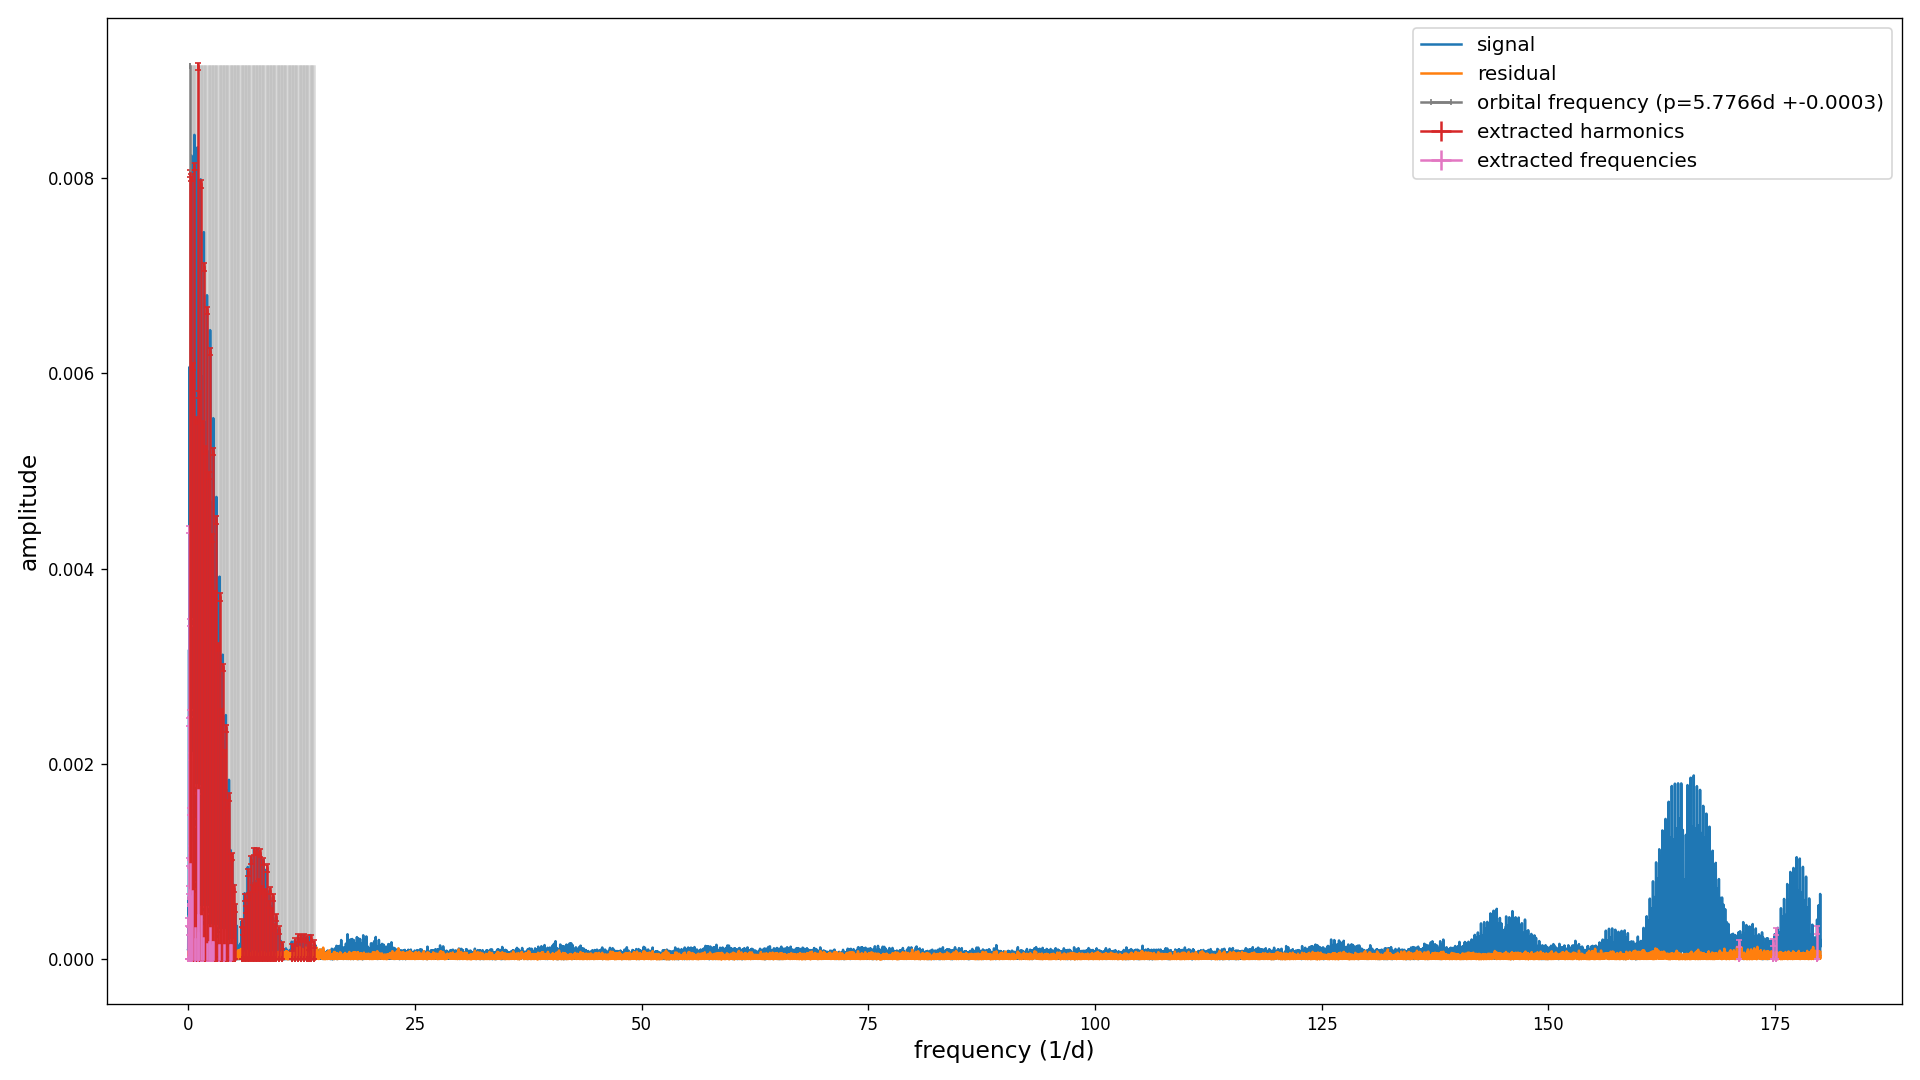 signal
residual
orbital frequency (p=5.7766d +-0.0003)
extracted harmonics
extracted frequencies
0.008
0.006
0.004
0.002
0.000
amplitude
0 25 50 75 100 125 150 175
frequency (1/d)